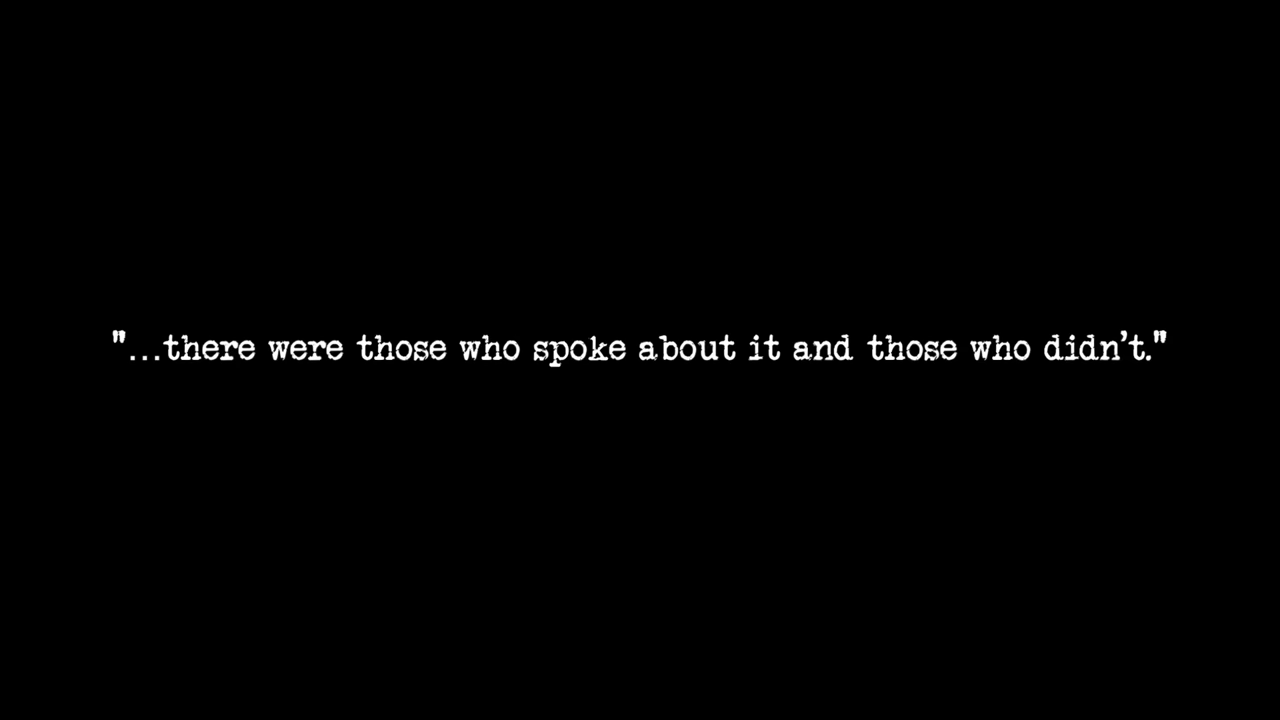 "...there were those who spoke about it and those who didn’t."